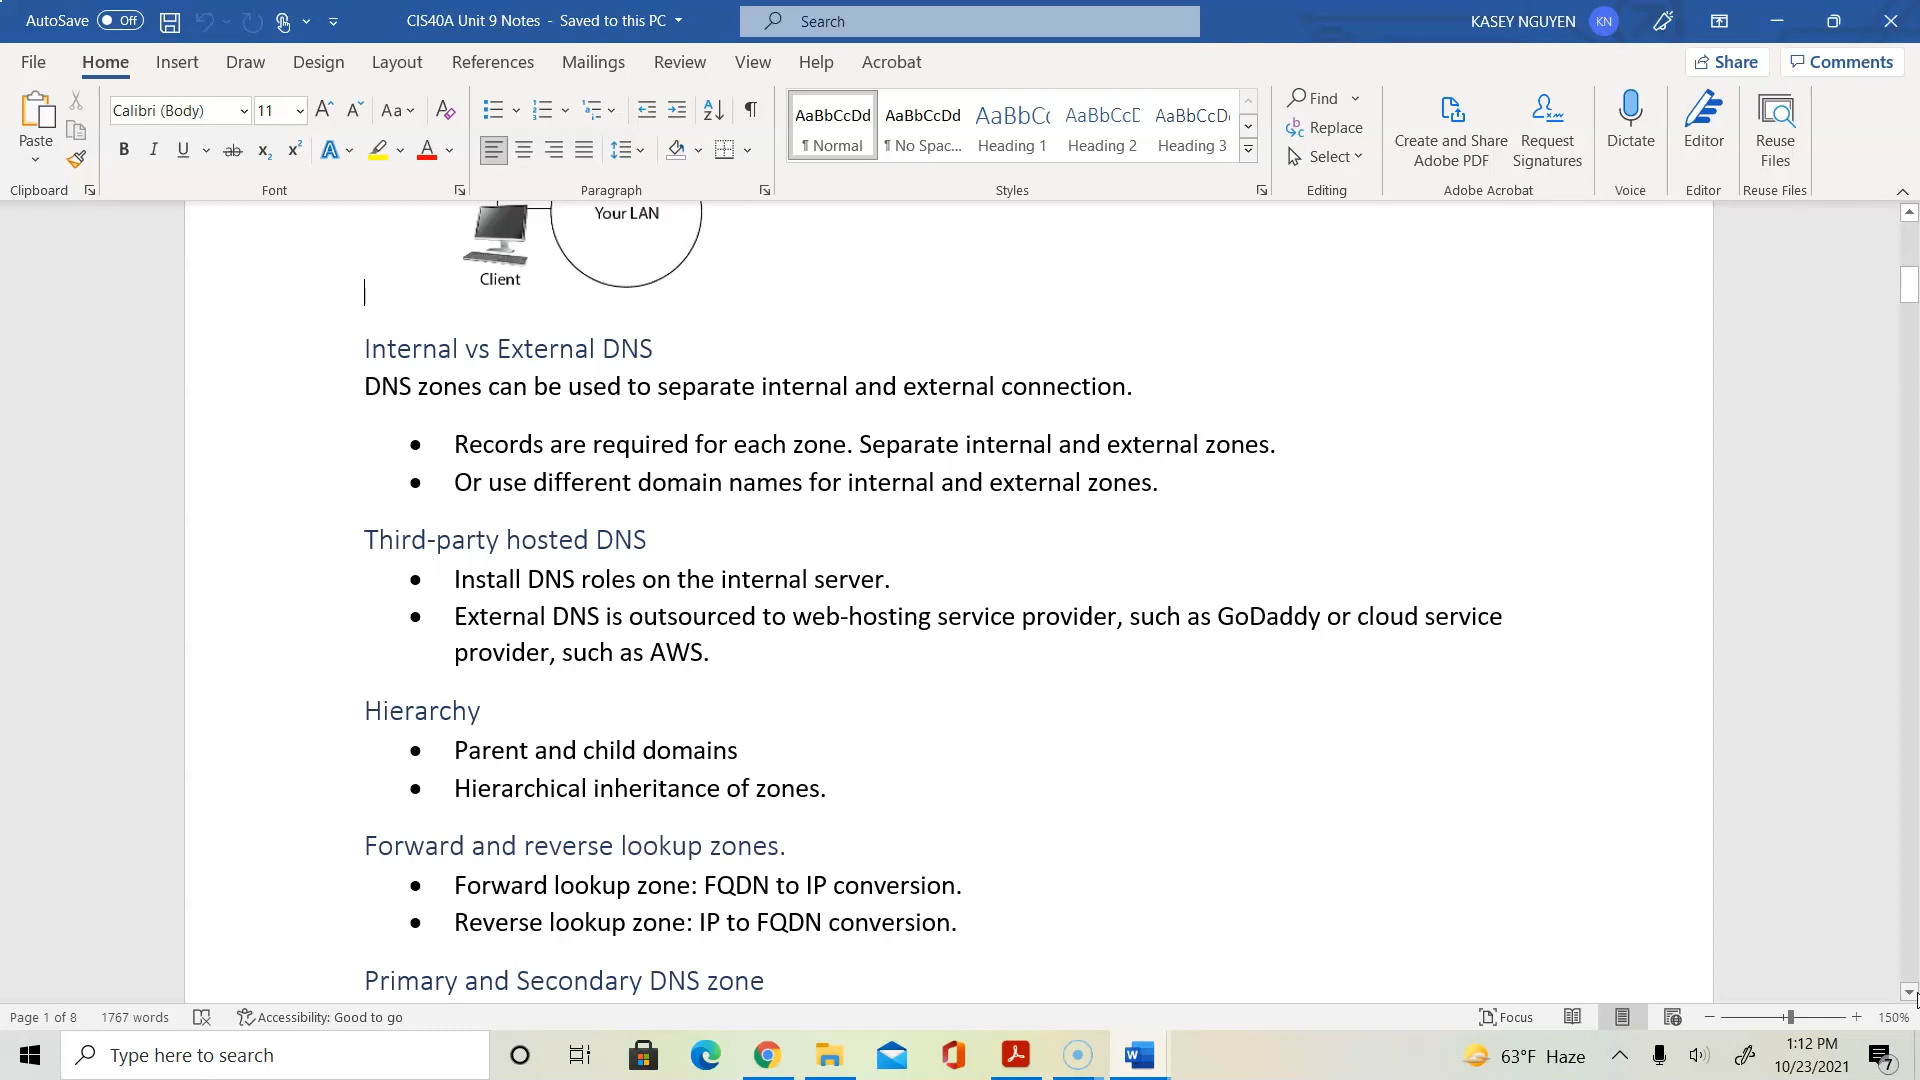 AutoSave Off CIS40A Unit 9 Notes - Saved to this PC Search KASEY NGUYEN KN
File Home Insert Draw Design Layout References Mailings Review View Help Acrobat Share Comments
Paste
Clipboard
Calibri (Body) 11 Aa
B I U ab x₂ x² A A
Font
Paragraph
AaBbCcDd AaBbCcDd AaBbCc AaBbCcD AaBbCcDd
¶ Normal ¶ No Spac... Heading 1 Heading 2 Heading 3
Styles
Find
Replace
Select
Editing
Create and Share
Adobe PDF
Request
Signatures
Adobe Acrobat
Dictate
Voice
Editor
Editor
Reuse
Files
Reuse Files
Your LAN
Client
Internal vs External DNS
DNS zones can be used to separate internal and external connection.
• Records are required for each zone. Separate internal and external zones.
• Or use different domain names for internal and external zones.
Third-party hosted DNS
• Install DNS roles on the internal server.
• External DNS is outsourced to web-hosting service provider, such as GoDaddy or cloud service
provider, such as AWS.
Hierarchy
• Parent and child domains
• Hierarchical inheritance of zones.
Forward and reverse lookup zones.
• Forward lookup zone: FQDN to IP conversion.
• Reverse lookup zone: IP to FQDN conversion.
Primary and Secondary DNS zone
Page 1 of 8 1767 words Accessibility: Good to go Focus 150%
Type here to search 63°F Haze 1:12 PM
10/23/2021 7